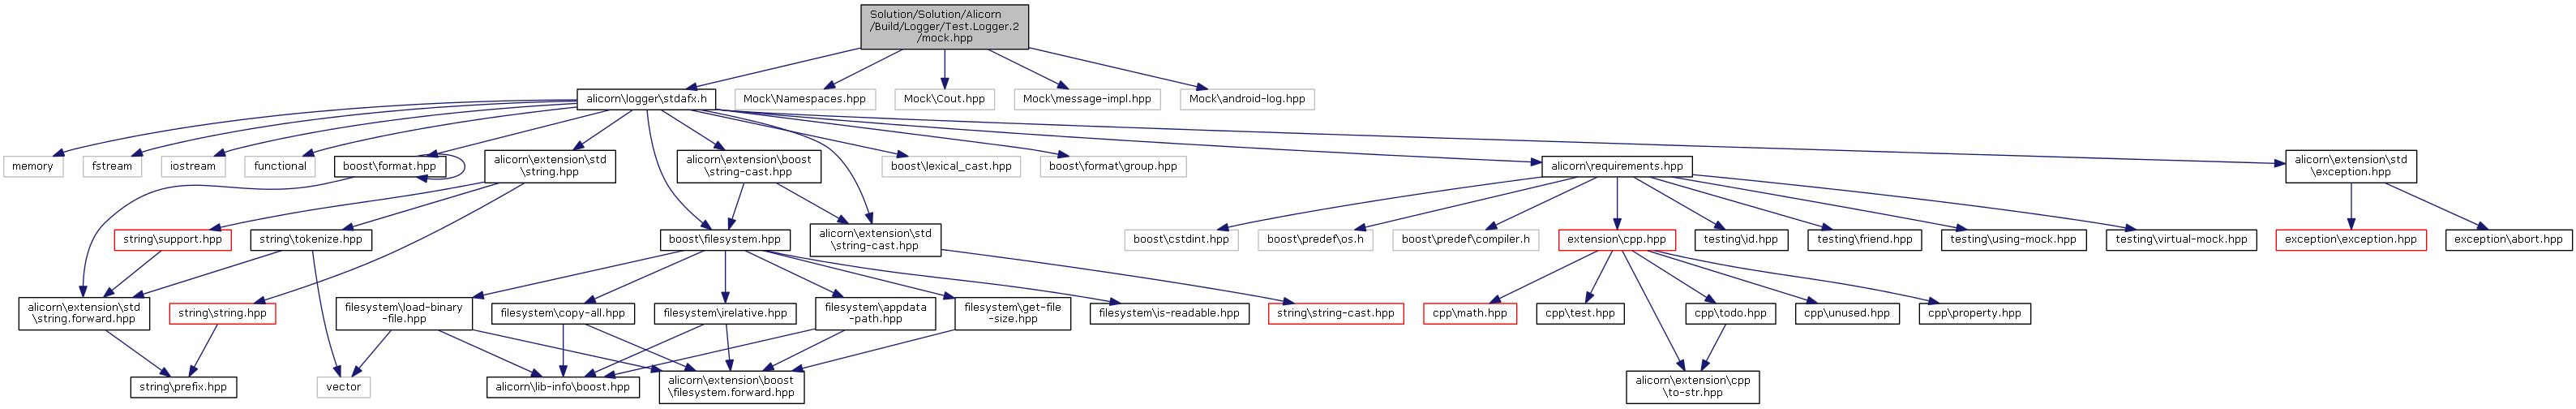 Solution/Solution/Alicorn
/Build/Logger/Test.Logger.2
/mock.hpp
alicorn\logger\stdafx.h
Mock\Namespaces.hpp
Mock\Cout.hpp
Mock\message-impl.hpp
Mock\android-log.hpp
memory
fstream
iostream
functional
boost\format.hpp
alicorn\extension\std
\string.hpp
alicorn\extension\boost
\string-cast.hpp
boost\lexical_cast.hpp
boost\format\group.hpp
alicorn\requirements.hpp
alicorn\extension\std
\exception.hpp
string\support.hpp
string\tokenize.hpp
boost\filesystem.hpp
alicorn\extension\std
\string-cast.hpp
boost\cstdint.hpp
boost\predef\os.h
boost\predef\compiler.h
extension\cpp.hpp
testing\id.hpp
testing\friend.hpp
testing\using-mock.hpp
testing\virtual-mock.hpp
exception\exception.hpp
exception\abort.hpp
alicorn\extension\std
\string.forward.hpp
string\string.hpp
filesystem\load-binary
-file.hpp
filesystem\copy-all.hpp
filesystem\irelative.hpp
filesystem\appdata
-path.hpp
filesystem\get-file
-size.hpp
filesystem\is-readable.hpp
string\string-cast.hpp
cpp\math.hpp
cpp\test.hpp
cpp\todo.hpp
cpp\unused.hpp
cpp\property.hpp
string\prefix.hpp
vector
alicorn\lib-info\boost.hpp
alicorn\extension\boost
\filesystem.forward.hpp
alicorn\extension\cpp
\to-str.hpp